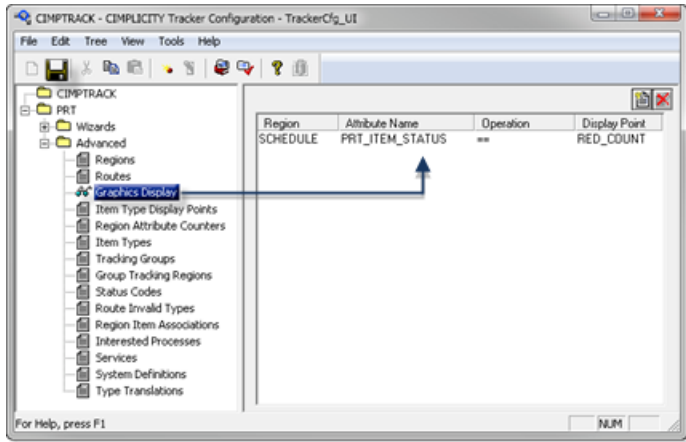 CIMPTRACK - CIMPLICITY Tracker Configuration - TrackerCfg_UI
File Edit Tree View Tools Help
CIMPTRACK
PRT
Wizards
Advanced
Regions
Routes
Graphics Display
Item Type Display Points
Region Attribute Counters
Item Types
Tracking Groups
Group Tracking Regions
Status Codes
Route Invalid Types
Region Item Associations
Interested Processes
Services
System Definitions
Type Translations
Region Attribute Name Operation Display Point
SCHEDULE PRT_ITEM_STATUS == RED_COUNT
For Help, press F1 NUM